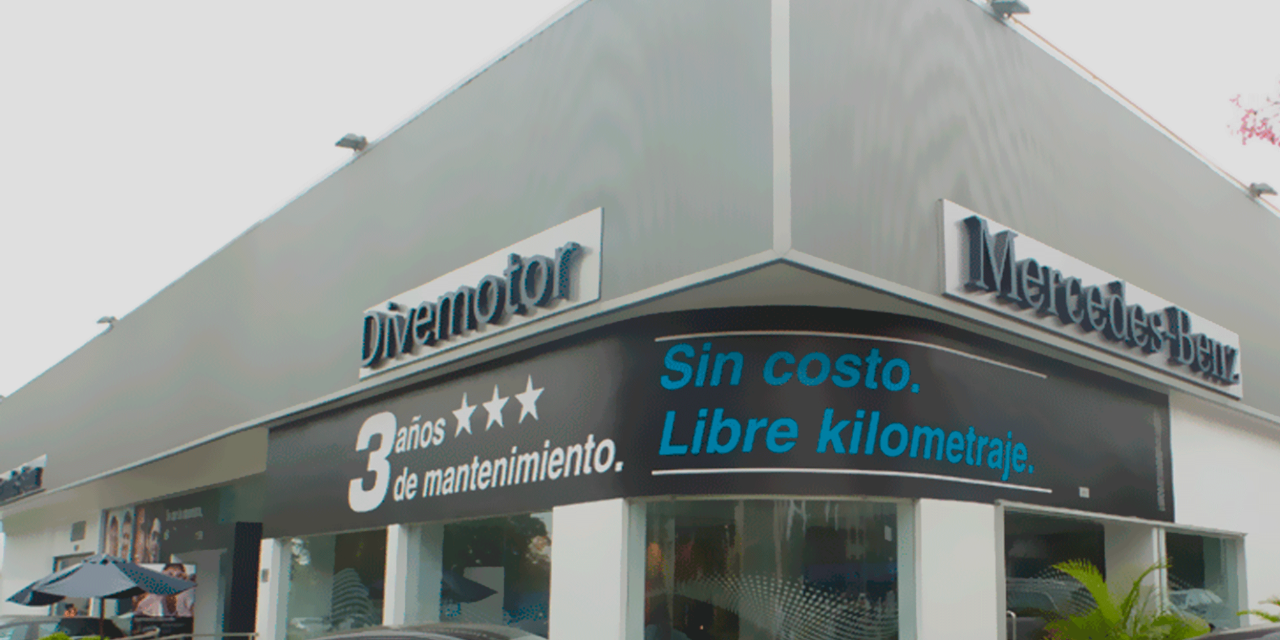 Divemotor
Mercedes-Benz
3 años
de mantenimiento.
Sin costo.
Libre kilometraje.